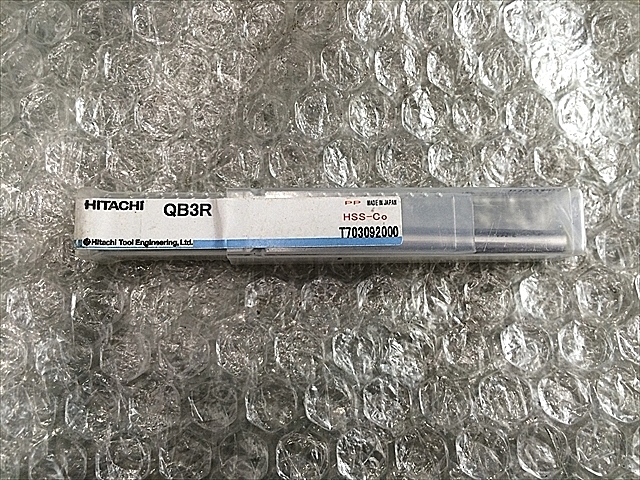 HITACHI QB3R
PP MADE IN JAPAN
HSS-Co
T703092000
Hitachi Tool Engineering, Ltd.